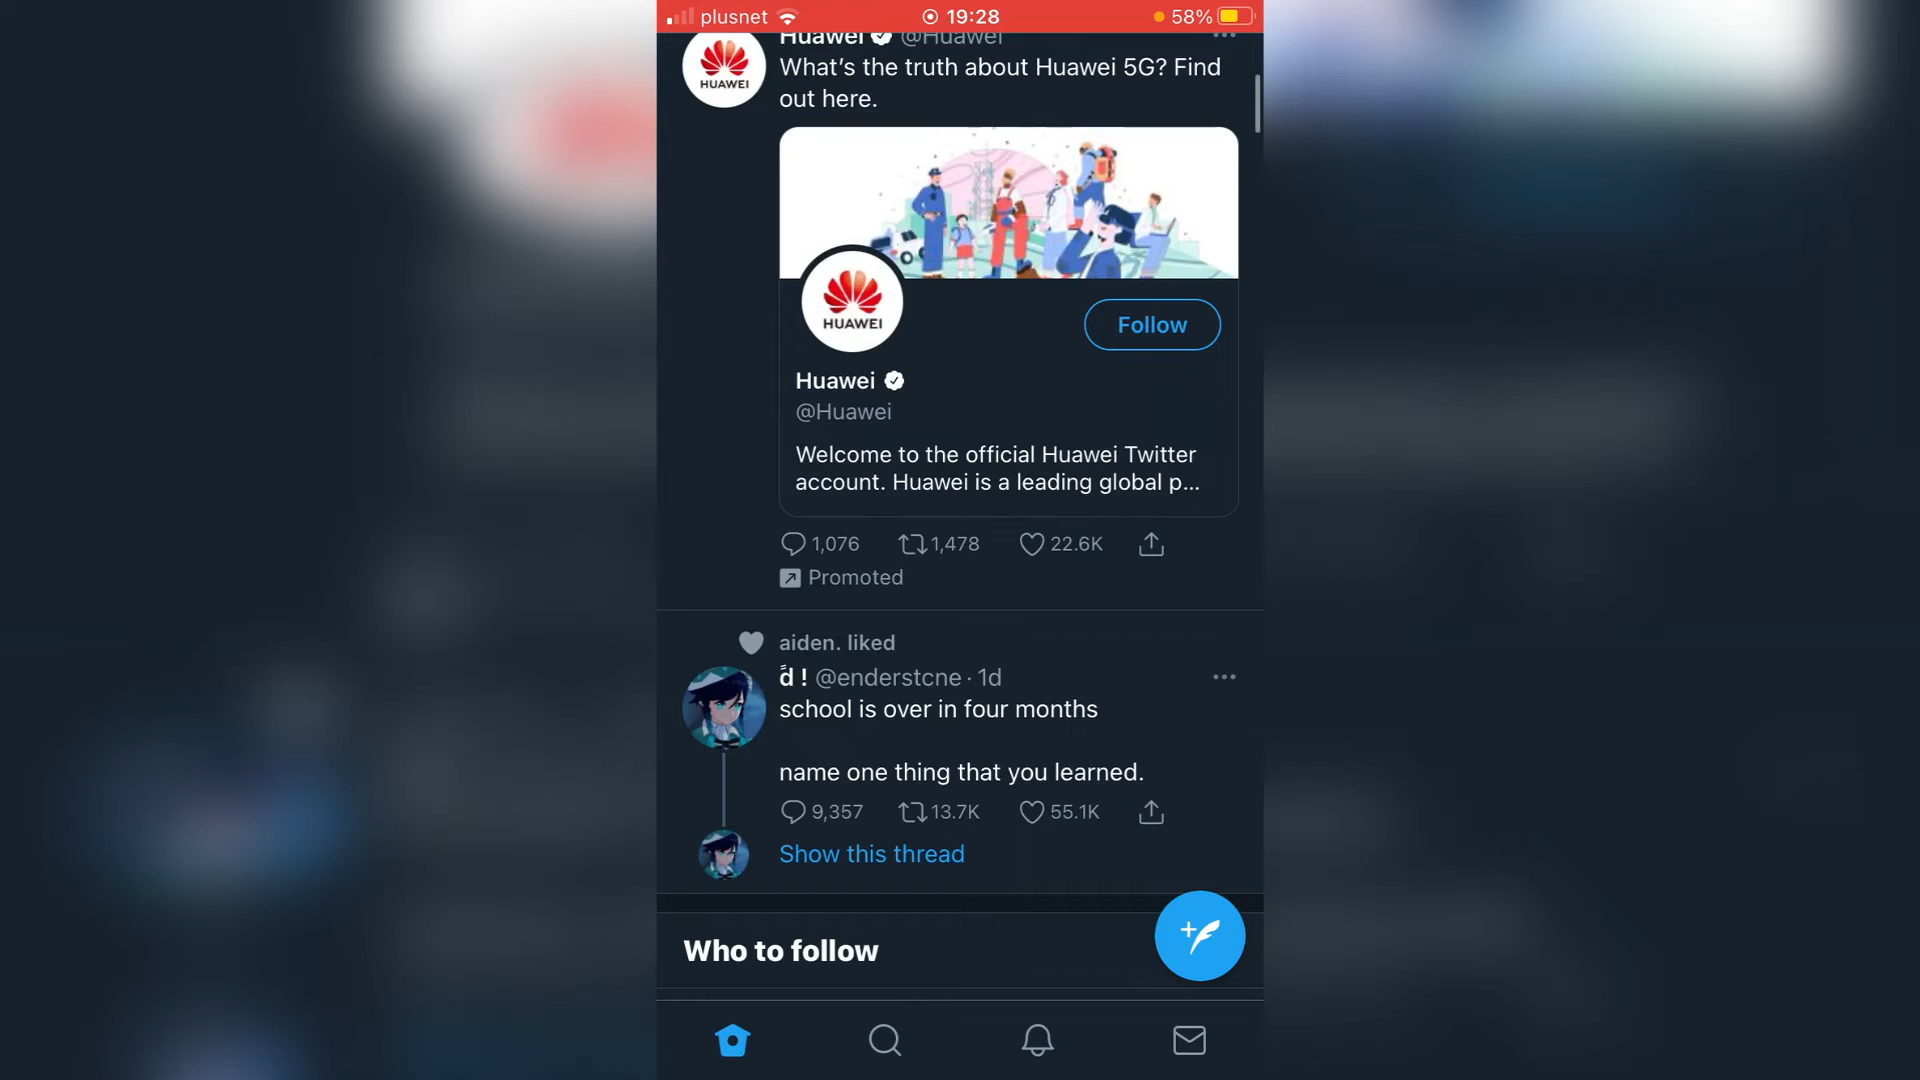 plusnet 19:28 58%
Huawei @Huawei
What's the truth about Huawei 5G? Find
out here.
HUAWEI
HUAWEI
Follow
Huawei
@Huawei
Welcome to the official Huawei Twitter
account. Huawei is a leading global p...
1,076 1,478 22.6K
Promoted
aiden. liked
d̋ ! @enderstcne · 1d
school is over in four months
name one thing that you learned.
9,357 13.7K 55.1K
Show this thread
Who to follow